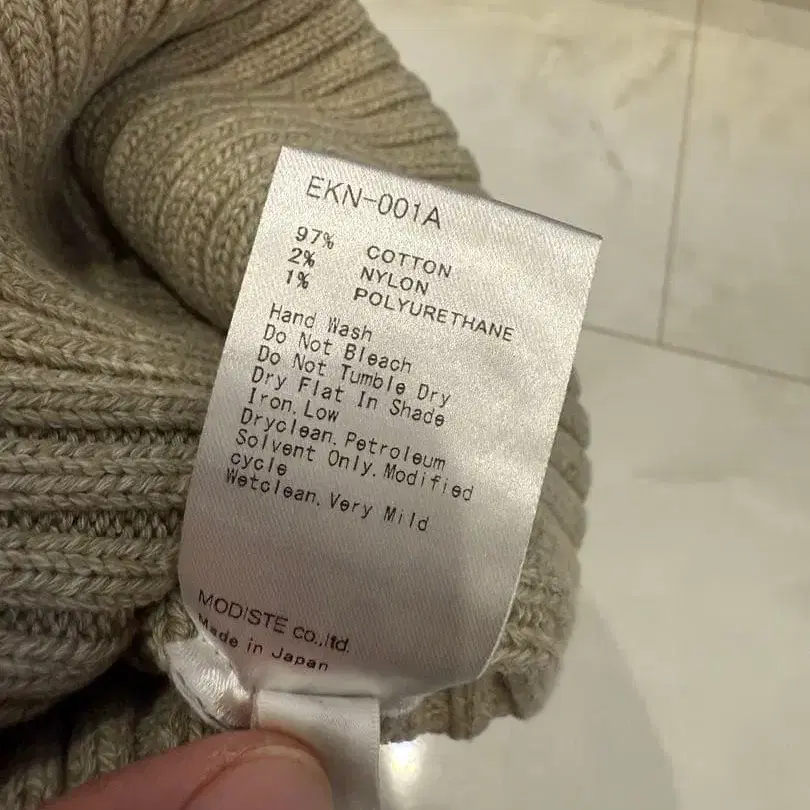 EKN-001A
97% COTTON
2% NYLON
1% POLYURETHANE
Hand Wash
Do Not Bleach
Do Not Tumble Dry
Dry Flat In Shade
Iron. Low
Dryclean. Petroleum
Solvent Only. Modified
cycle
Wetclean. Very Mild
MODISTE co.,ltd.
Made in Japan